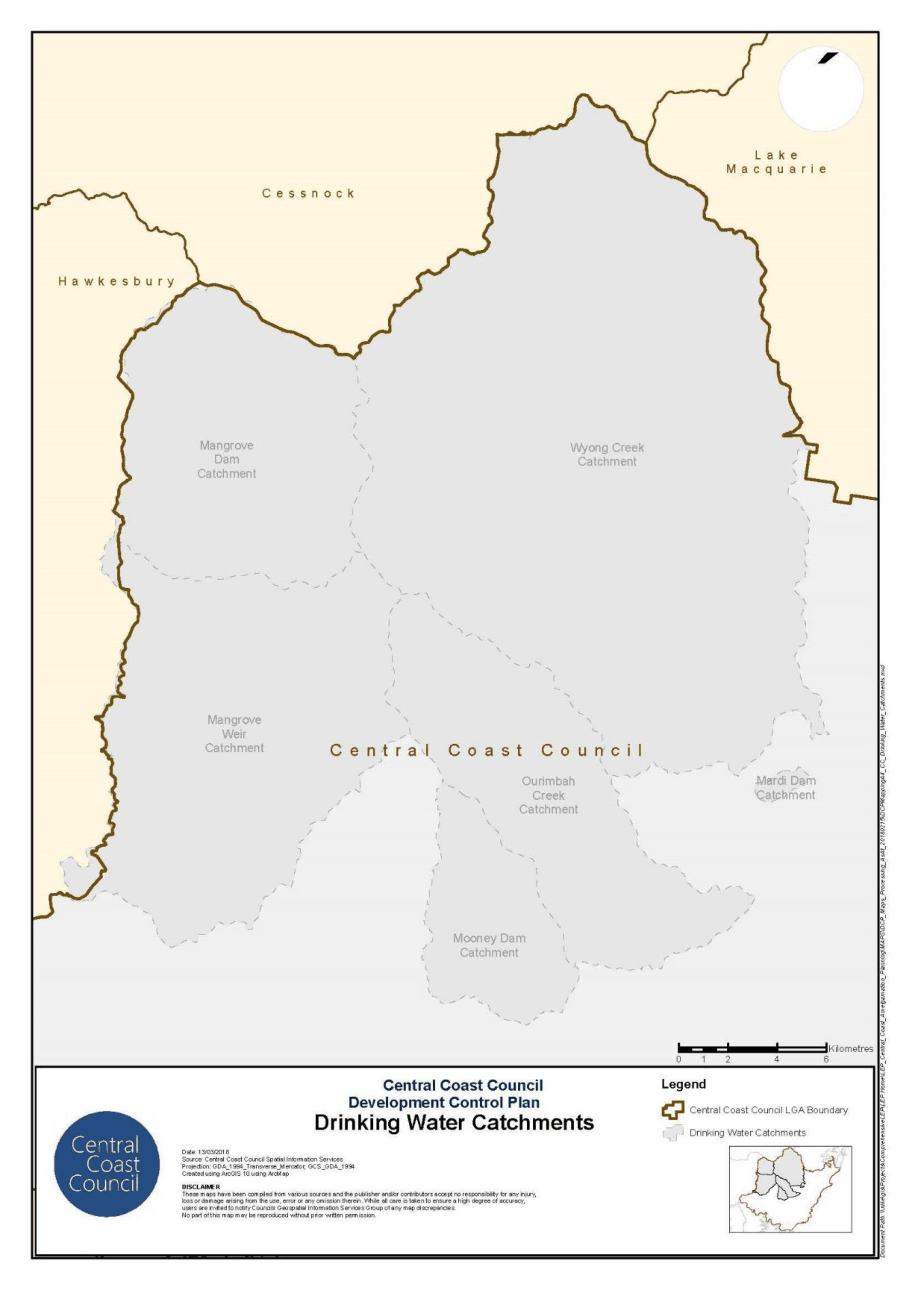 Lake
Macquarie
Cessnock
Hawkesbury
Mangrove
Dam
Catchment
Wyong Creek
Catchment
Mangrove
Weir
Catchment
Central Coast Council
Ourimbah
Creek
Catchment
Mardi Dam
Catchment
Mooney Dam
Catchment
Kilometres
0 1 2 4 6
Central Coast Council
Development Control Plan
Drinking Water Catchments
Central
Coast
Council
Date: 13/03/2018
Source: Central Coast Council Spatial Information Services
Projection: GDA_1994_Transverse_Mercator, GCS_GDA_1994
Created using ArcGIS 10 using ArcMap
DISCLAIMER
These maps have been compiled from various sources and the publisher and/or contributors accept no responsibility for any injury,
loss or damage arising from the use, error or any omission therein. While all care is taken to ensure a high degree of accuracy,
users are invited to notify Councils Geospatial Information Services Group of any map discrepancies.
No part of this map may be reproduced without prior written permission.
Legend
Central Coast Council LGA Boundary
Drinking Water Catchments